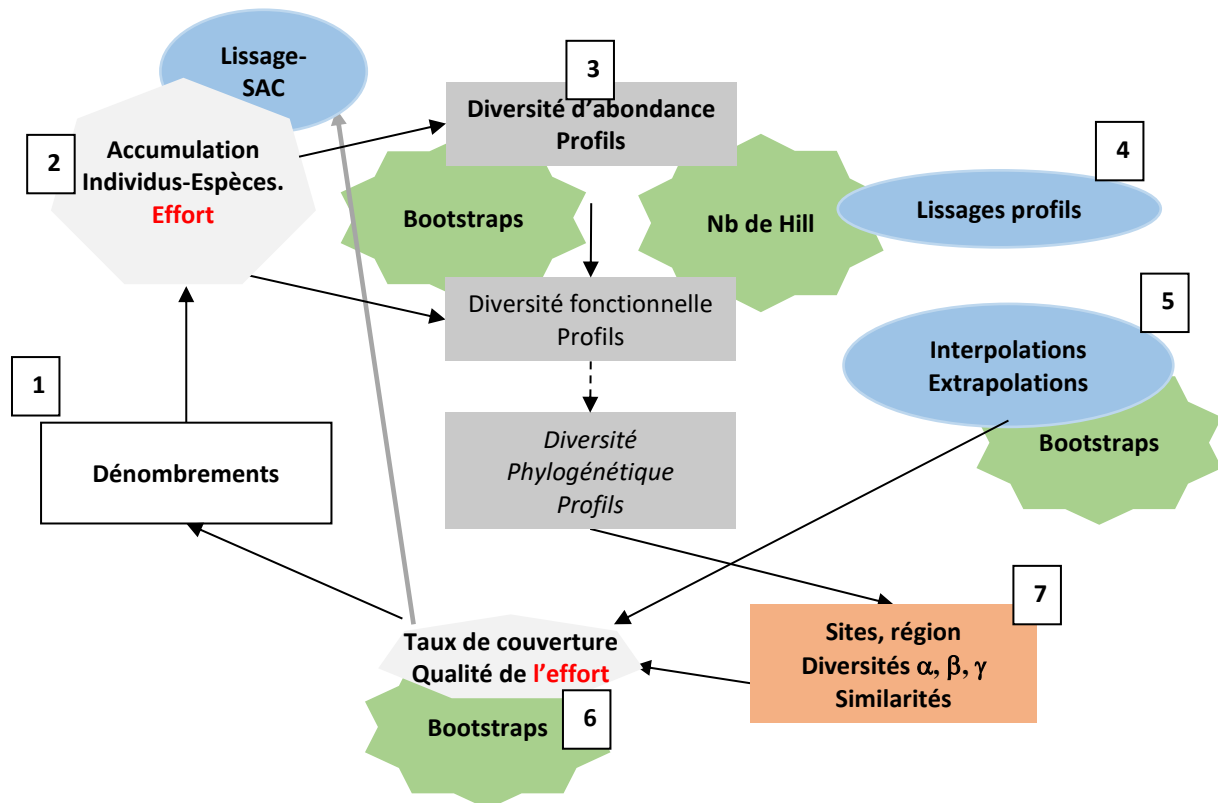 Lissage-
SAC
2
Accumulation
Individus-Espèces.
Effort
3
Diversité d'abondance
Profils
Bootstraps
Nb de Hill
4
Lissages profils
Diversité fonctionnelle
Profils
5
Interpolations
Extrapolations
Bootstraps
1
Dénombrements
Diversité
Phylogénétique
Profils
Taux de couverture
Qualité de l'effort
Bootstraps
6
7
Sites, région
Diversités α, β, γ
Similarités